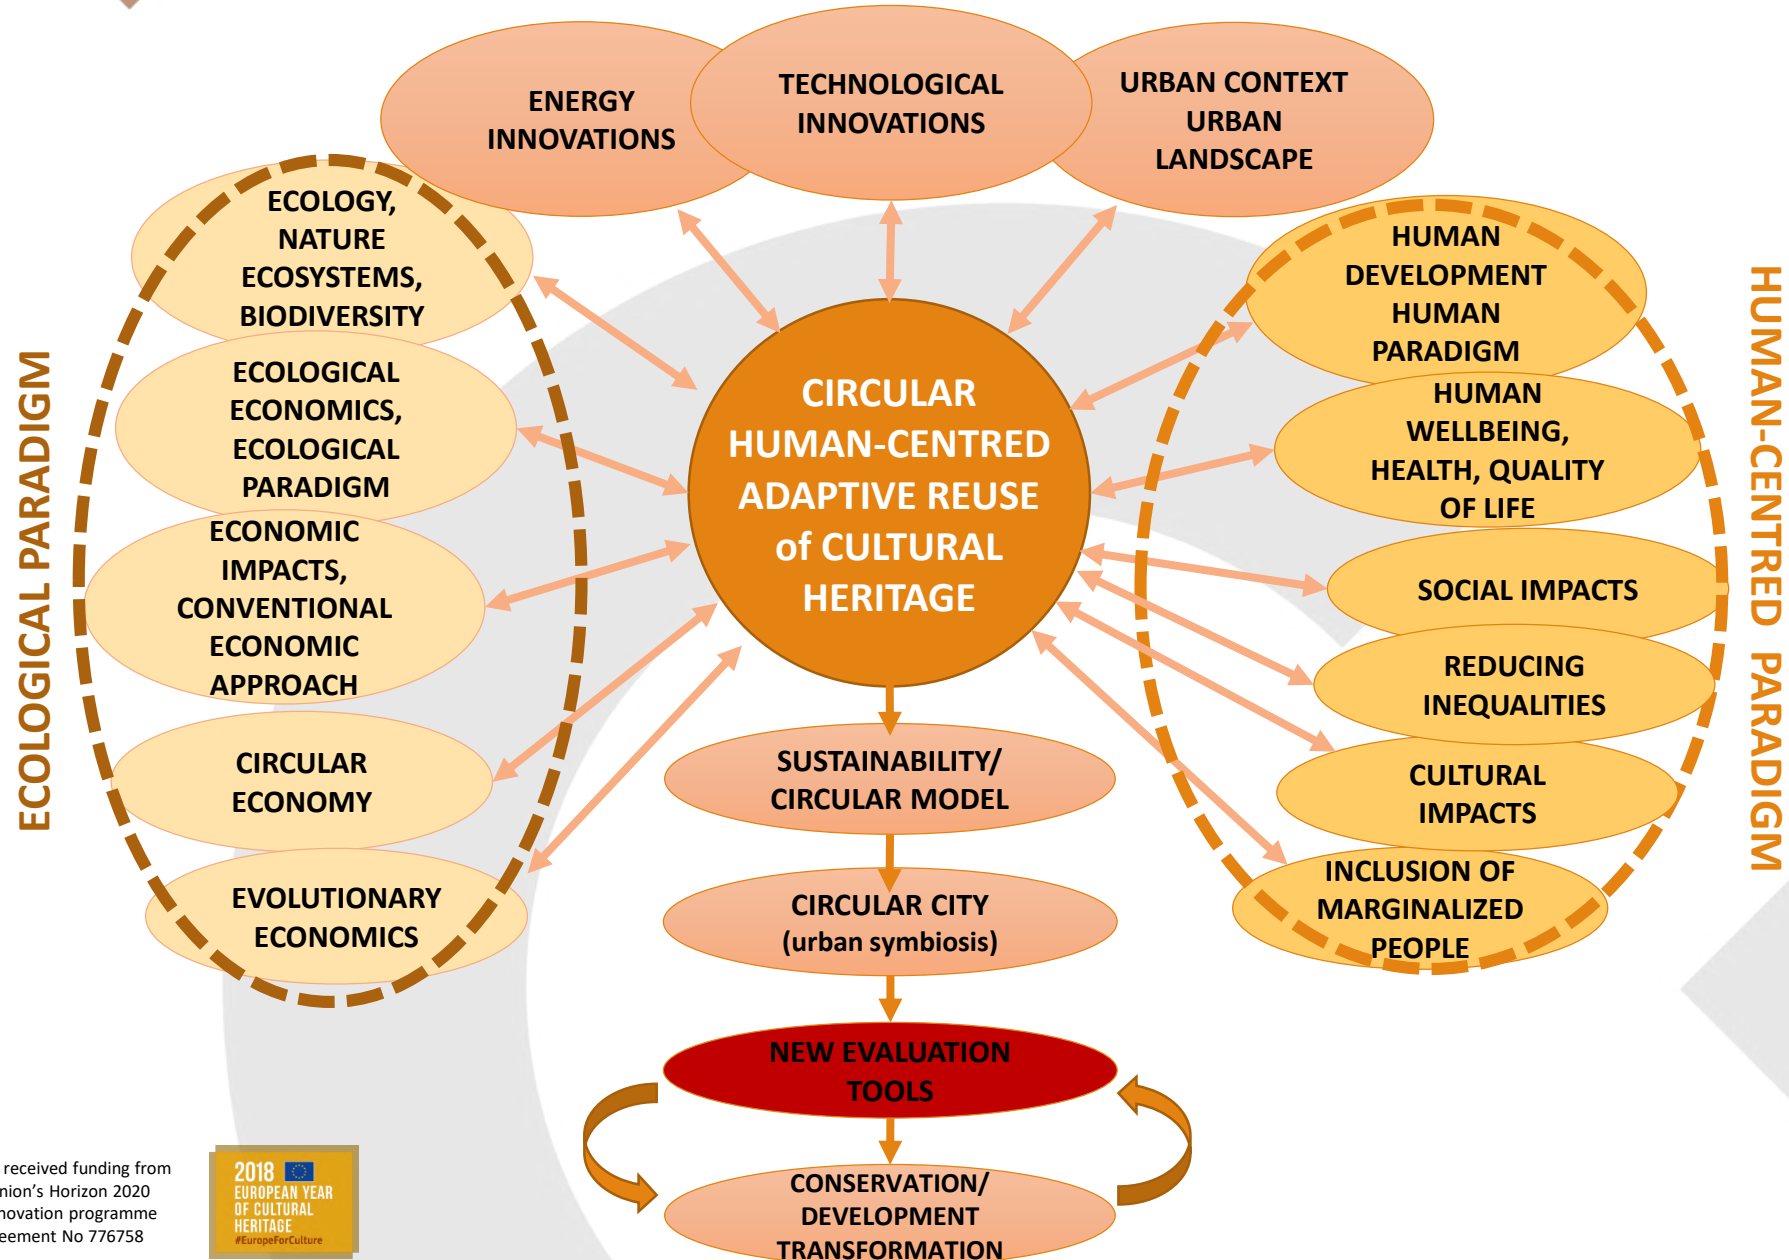 ENERGY
INNOVATIONS
TECHNOLOGICAL
INNOVATIONS
URBAN CONTEXT
URBAN
LANDSCAPE
ECOLOGICAL PARADIGM
ECOLOGY,
NATURE
ECOSYSTEMS,
BIODIVERSITY
ECOLOGICAL
ECONOMICS,
ECOLOGICAL
PARADIGM
ECONOMIC
IMPACTS,
CONVENTIONAL
ECONOMIC
APPROACH
CIRCULAR
ECONOMY
EVOLUTIONARY
ECONOMICS
CIRCULAR
HUMAN-CENTRED
ADAPTIVE REUSE
of CULTURAL
HERITAGE
SUSTAINABILITY/
CIRCULAR MODEL
CIRCULAR CITY
(urban symbiosis)
NEW EVALUATION
TOOLS
CONSERVATION/
DEVELOPMENT
TRANSFORMATION
HUMAN
DEVELOPMENT
HUMAN
PARADIGM
HUMAN
WELLBEING,
HEALTH, QUALITY
OF LIFE
SOCIAL IMPACTS
REDUCING
INEQUALITIES
CULTURAL
IMPACTS
INCLUSION OF
MARGINALIZED
PEOPLE
HUMAN-CENTRED PARADIGM
received funding from
nion's Horizon 2020
novation programme
eement No 776758
2018
EUROPEAN YEAR
OF CULTURAL
HERITAGE
#EuropeForCulture